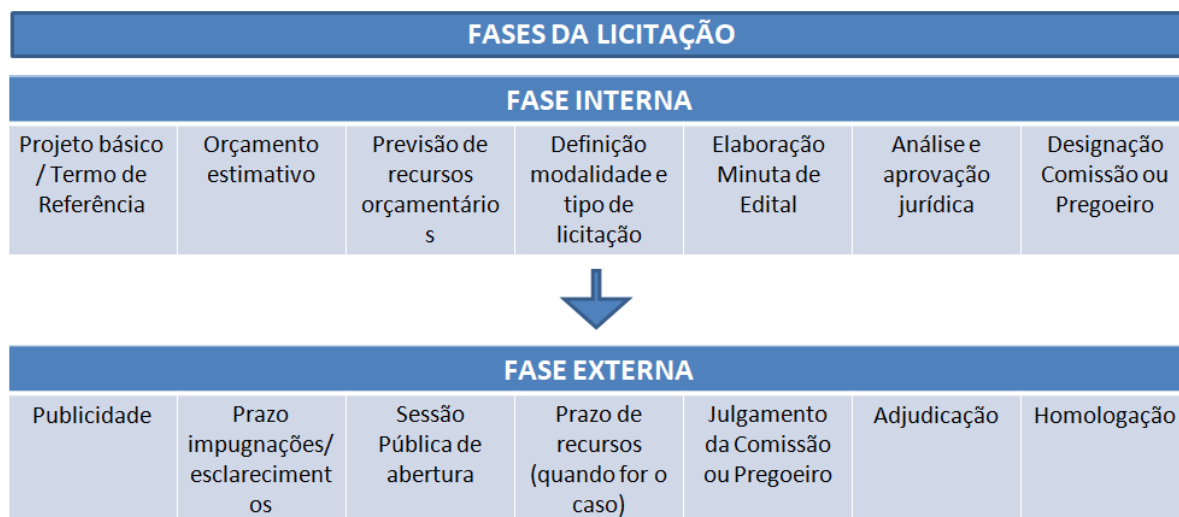 FASES DA LICITAÇÃO
FASE INTERNA
Projeto básico
/ Termo de
Referência
Orçamento
estimativo
Previsão de
recursos
orçamentário
s
Definição
modalidade e
tipo de
licitação
Elaboração
Minuta de
Edital
Análise e
aprovação
jurídica
Designação
Comissão ou
Pregoeiro
FASE EXTERNA
Publicidade
Prazo
impugnações/
esclareciment
os
Sessão
Pública de
abertura
Prazo de
recursos
(quando for o
caso)
Julgamento
da Comissão
ou Pregoeiro
Adjudicação
Homologação